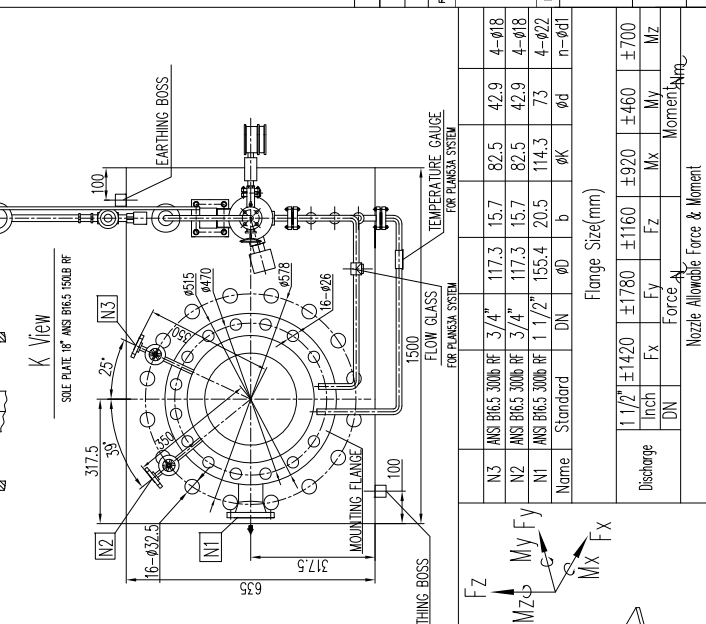 K View
SOLE PLATE 18" ANSI B16.5 150LB RF
EARTHING BOSS
100
TEMPERATURE GAUGE
FOR PLAN53A SYSTEM
FLOW GLASS
FOR PLAN53A SYSTEM
1500
ø515
ø470
ø578
16-ø26
350
350
25°
39°
317.5
N3
N2
N1
16-ø32.5
MOUNTING FLANGE
100
317.5
635
THING BOSS
N3 ANSI B16.5 300lb RF 3/4" 117.3 15.7 82.5 42.9 4-ø18
N2 ANSI B16.5 300lb RF 3/4" 117.3 15.7 82.5 42.9 4-ø18
N1 ANSI B16.5 300lb RF 1 1/2" 155.4 20.5 114.3 73 4-ø22
Name Standard DN øD b øK ød n-ød1
Flange Size(mm)
Discharge 1 1/2" ±1420 ±1780 ±1160 ±920 ±460 ±700
Inch Fx Fy Fz Mx My Mz
DN Force N Moment Nm
Nozzle Allowable Force & Moment
Fz
Mz
My Fy
Mx Fx